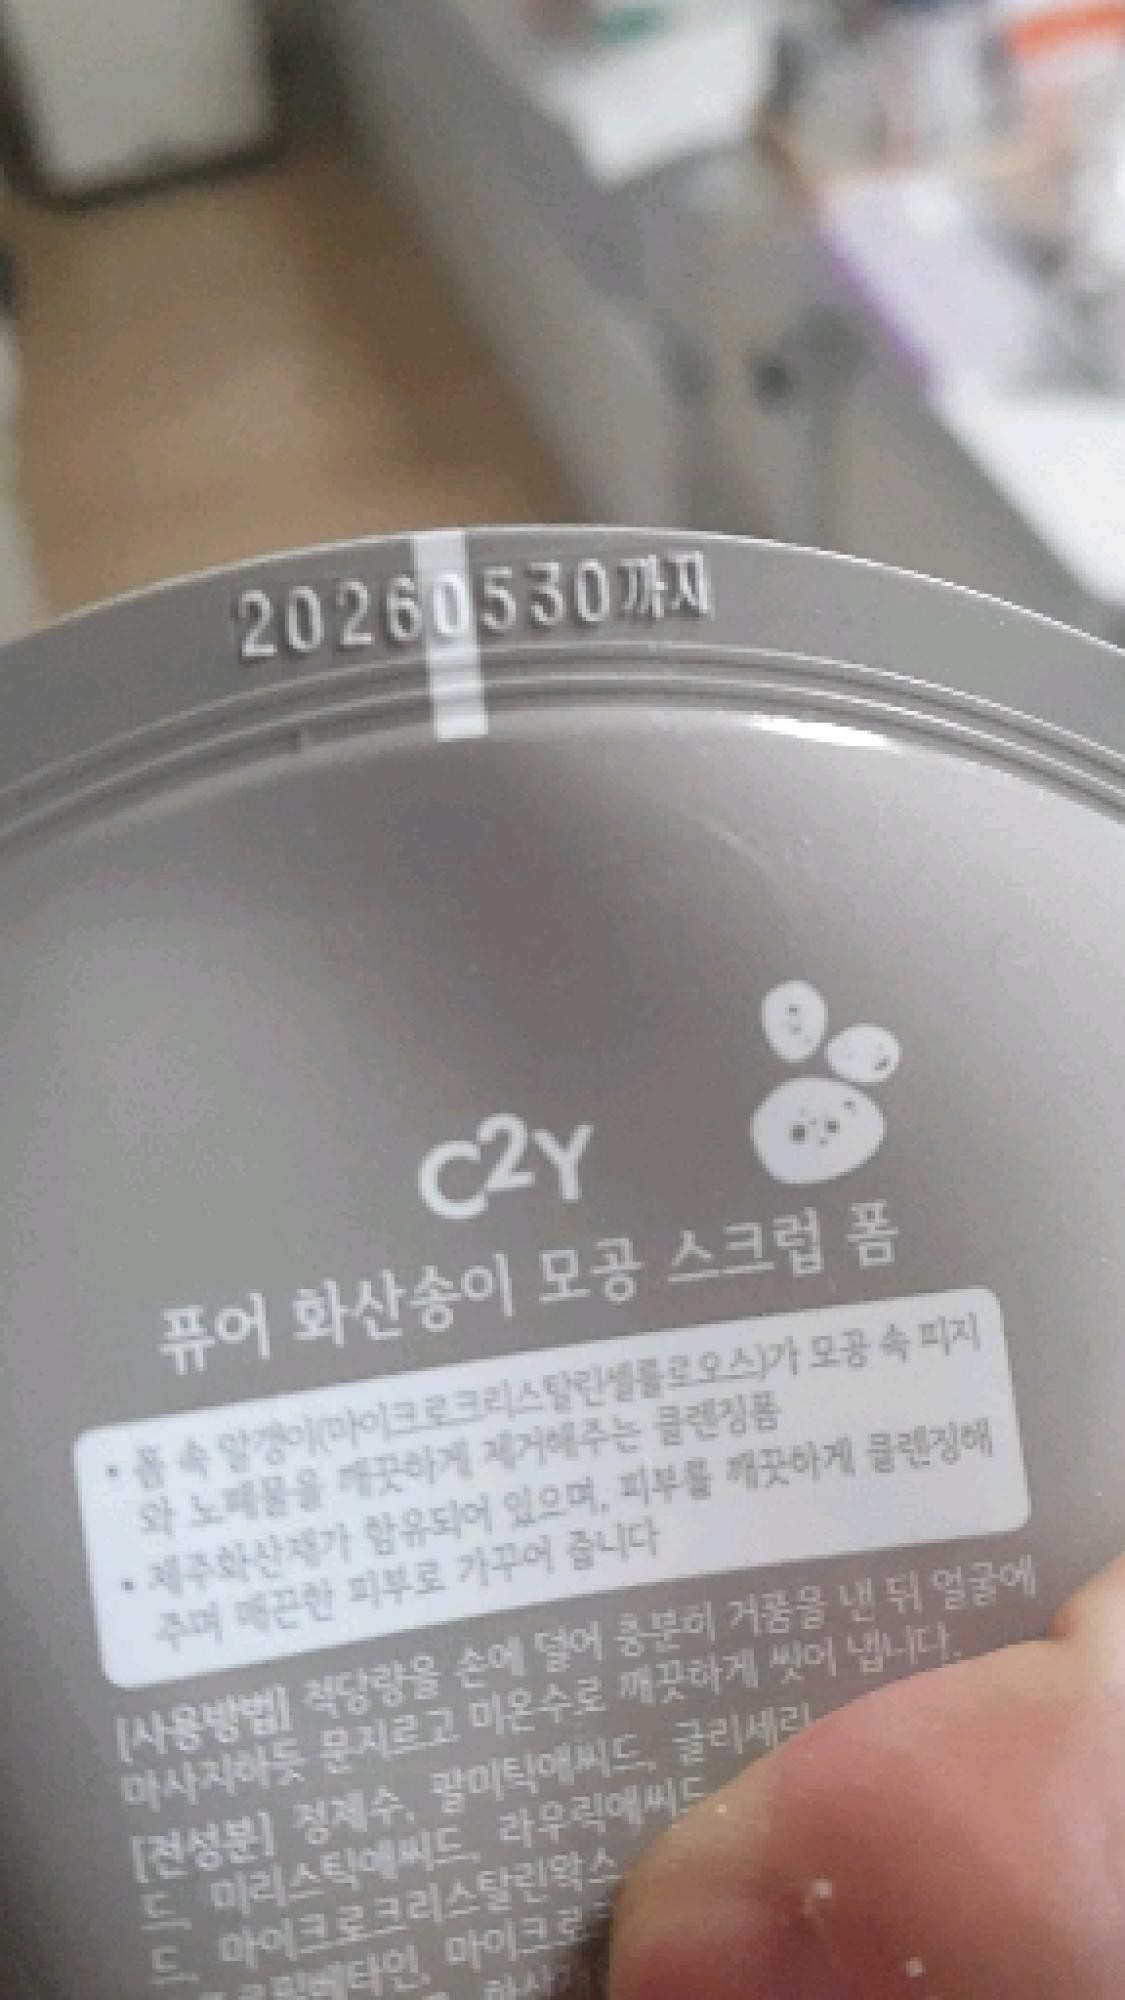 20260530까지
C2Y
퓨어 화산송이 모공 스크럽 폼
• 폼 속 알갱이(마이크로크리스탈린셀룰로오스)가 모공 속 피지
와 노폐물을 깨끗하게 제거해주는 클렌징폼
• 제주화산재가 함유되어 있으며, 피부를 깨끗하게 클렌징해
주며 매끈한 피부로 가꾸어 줍니다
[사용방법] 적당량을 손에 덜어 충분히 거품을 낸 뒤 얼굴에
마사지하듯 문지르고 미온수로 깨끗하게 씻어 냅니다.
[전성분] 정제수, 팔미틱애씨드, 글리세리
드, 미리스틱애씨드, 라우릭애씨드
드, 마이크로크리스탈린왁스
마이크로